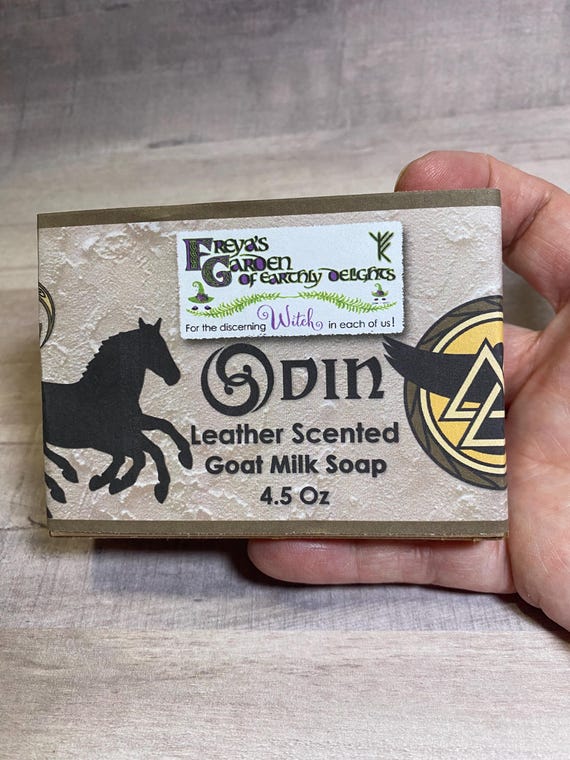 FREYA'S
GARDEN
OF EARTHLY DELIGHTS
For the discerning Witch in each of us!
ODIN
Leather Scented
Goat Milk Soap
4.5 Oz